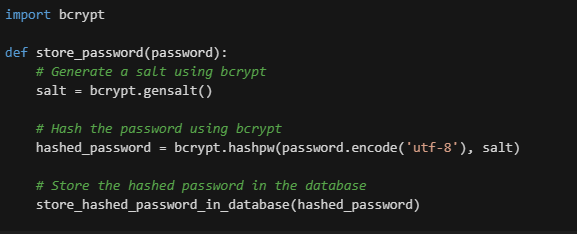 import bcrypt
def store_password(password):
# Generate a salt using bcrypt
salt = bcrypt.gensalt()
# Hash the password using bcrypt
hashed_password = bcrypt.hashpw(password.encode('utf-8'), salt)
# Store the hashed password in the database
store_hashed_password_in_database(hashed_password)